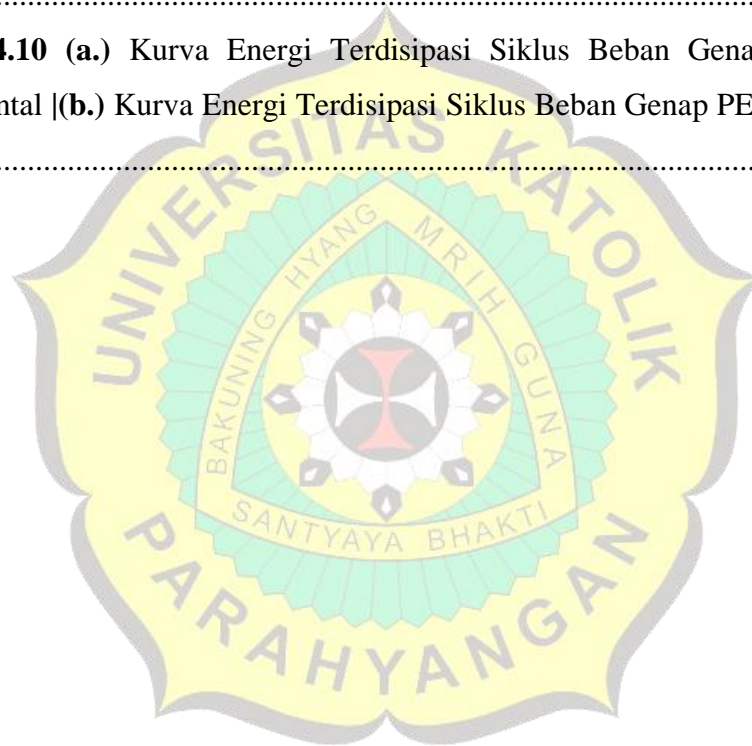 ....................................................................................................
4.10 (a.) Kurva Energi Terdisipasi Siklus Beban Gena
ntal |(b.) Kurva Energi Terdisipasi Siklus Beban Genap PE
....................................................................................................
UNIVERSITAS KATOLIK
BAKUNING HYANG MRIH GUNA
SANTYAYA BHAKTI
PARAHYANGAN